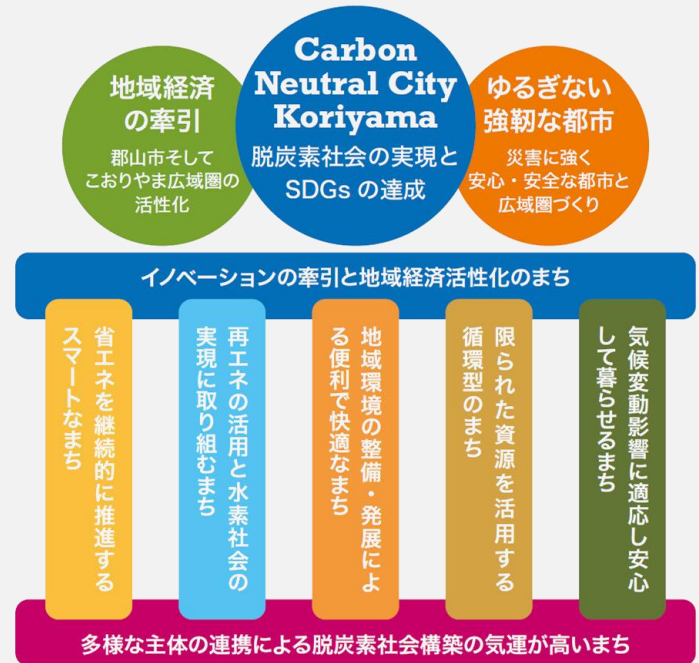 地域経済
の牽引
郡山市そして
こおりやま広域圏の
活性化
Carbon
Neutral City
Koriyama
脱炭素社会の実現と
SDGs の達成
ゆるぎない
強靭な都市
災害に強く
安心・安全な都市と
広域圏づくり
イノベーションの牽引と地域経済活性化のまち
省エネを継続的に推進する
スマートなまち
再エネの活用と水素社会の
実現に取り組むまち
地域環境の整備・発展によ
る便利で快適なまち
限られた資源を活用する
循環型のまち
気候変動影響に適応し安心
して暮らせるまち
多様な主体の連携による脱炭素社会構築の気運が高いまち